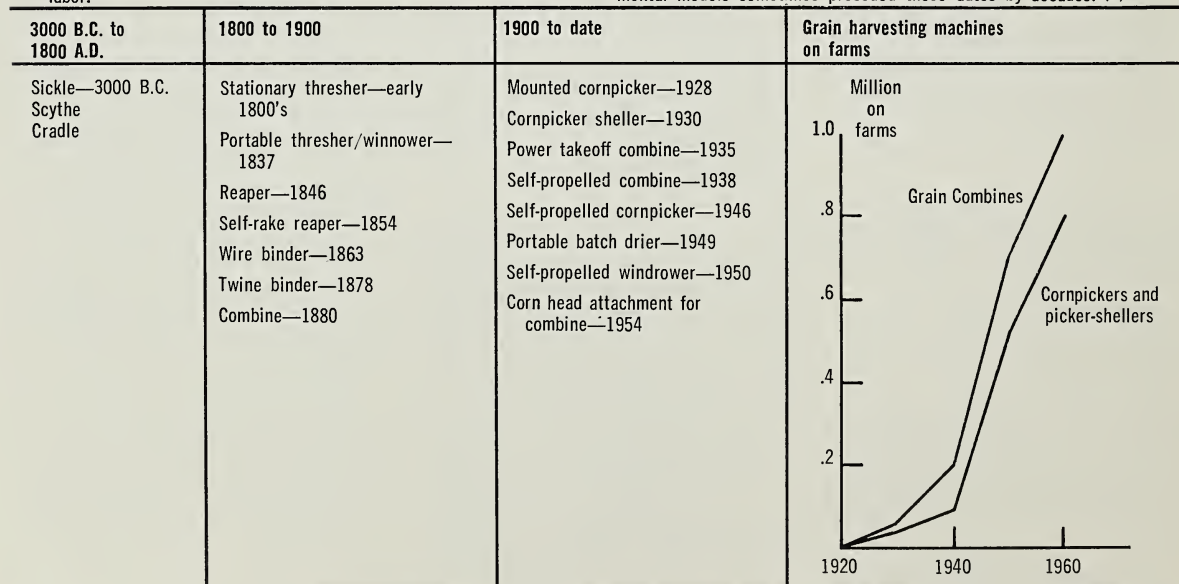 3000 B.C. to
1800 A.D.
1800 to 1900
1900 to date
Grain harvesting machines
on farms
Sickle—3000 B.C.
Scythe
Cradle
Stationary thresher—early
1800's
Portable thresher/winnower—
1837
Reaper—1846
Self-rake reaper—1854
Wire binder—1863
Twine binder—1878
Combine—1880
Mounted cornpicker—1928
Cornpicker sheller—1930
Power takeoff combine—1935
Self-propelled combine—1938
Self-propelled cornpicker—1946
Portable batch drier—1949
Self-propelled windrower—1950
Corn head attachment for
combine—1954
Million
on
farms
1.0
.8
.6
.4
.2
Grain Combines
Cornpickers and
picker-shellers
1920
1940
1960